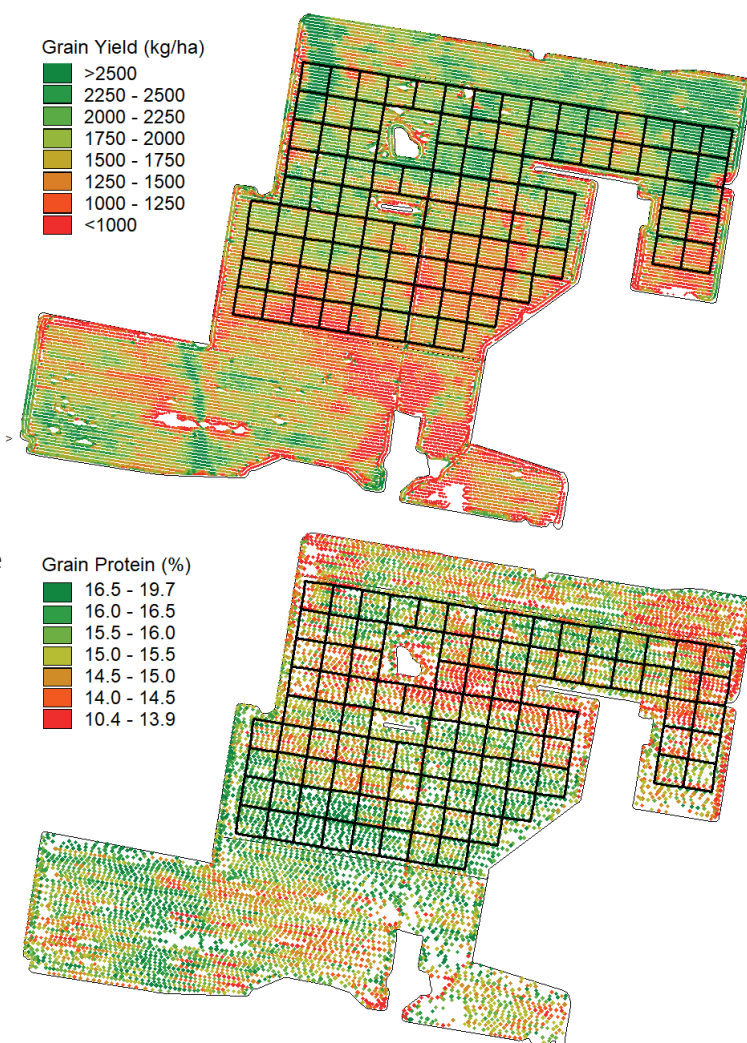 Grain Yield (kg/ha)
>2500
2250 - 2500
2000 - 2250
1750 - 2000
1500 - 1750
1250 - 1500
1000 - 1250
<1000
>
e
Grain Protein (%)
16.5 - 19.7
16.0 - 16.5
15.5 - 16.0
15.0 - 15.5
14.5 - 15.0
14.0 - 14.5
10.4 - 13.9